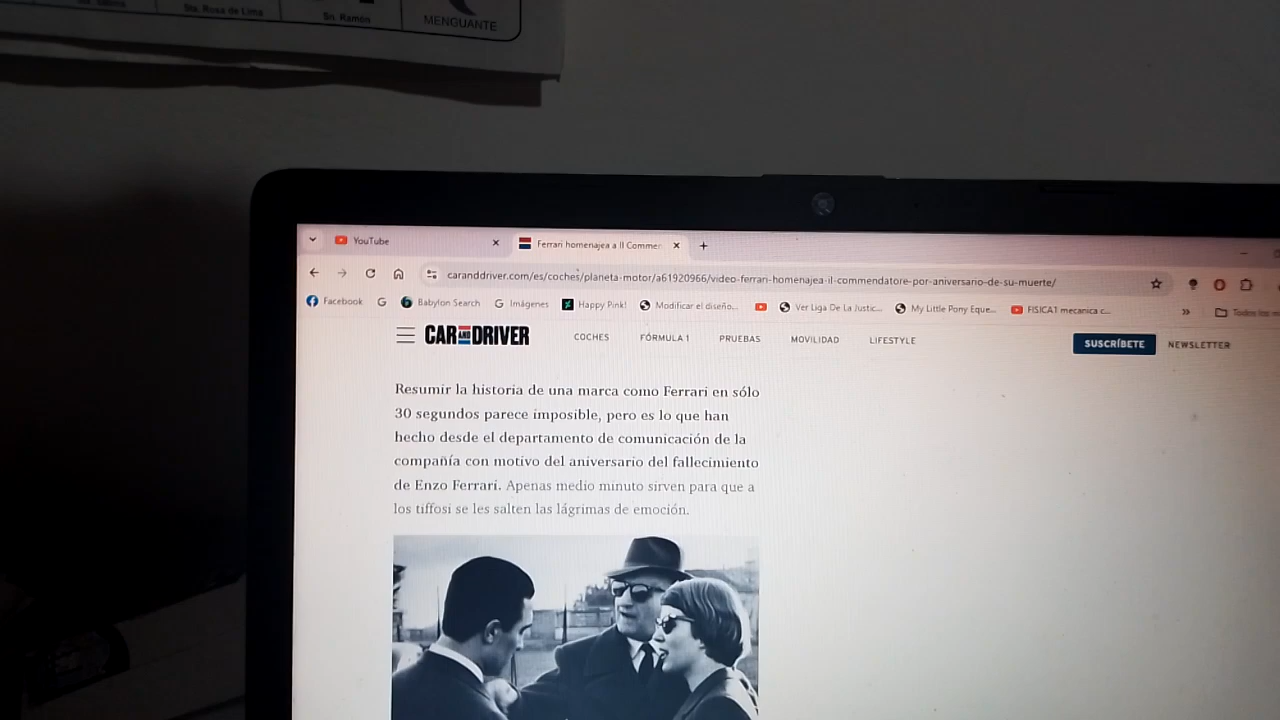 Sta. Rosa de Lima
Sn. Ramón
MENGUANTE
YouTube
Ferrari homenajea a Il Commen
caranddriver.com/es/coches/planeta-motor/a61920966/video-ferrari-homenajea-il-commendatore-por-aniversario-de-su-muerte/
Facebook
Babylon Search
Imágenes
Happy Pink!
Modificar el diseño...
Ver Liga De La Justic...
My Little Pony Eque...
FISICA1 mecanica c...
»
Todos los m
CAR AND DRIVER
COCHES
FÓRMULA 1
PRUEBAS
MOVILIDAD
LIFESTYLE
SUSCRÍBETE
NEWSLETTER
Resumir la historia de una marca como Ferrari en sólo
30 segundos parece imposible, pero es lo que han
hecho desde el departamento de comunicación de la
compañía con motivo del aniversario del fallecimiento
de Enzo Ferrari. Apenas medio minuto sirven para que a
los tiffosi se les salten las lágrimas de emoción.